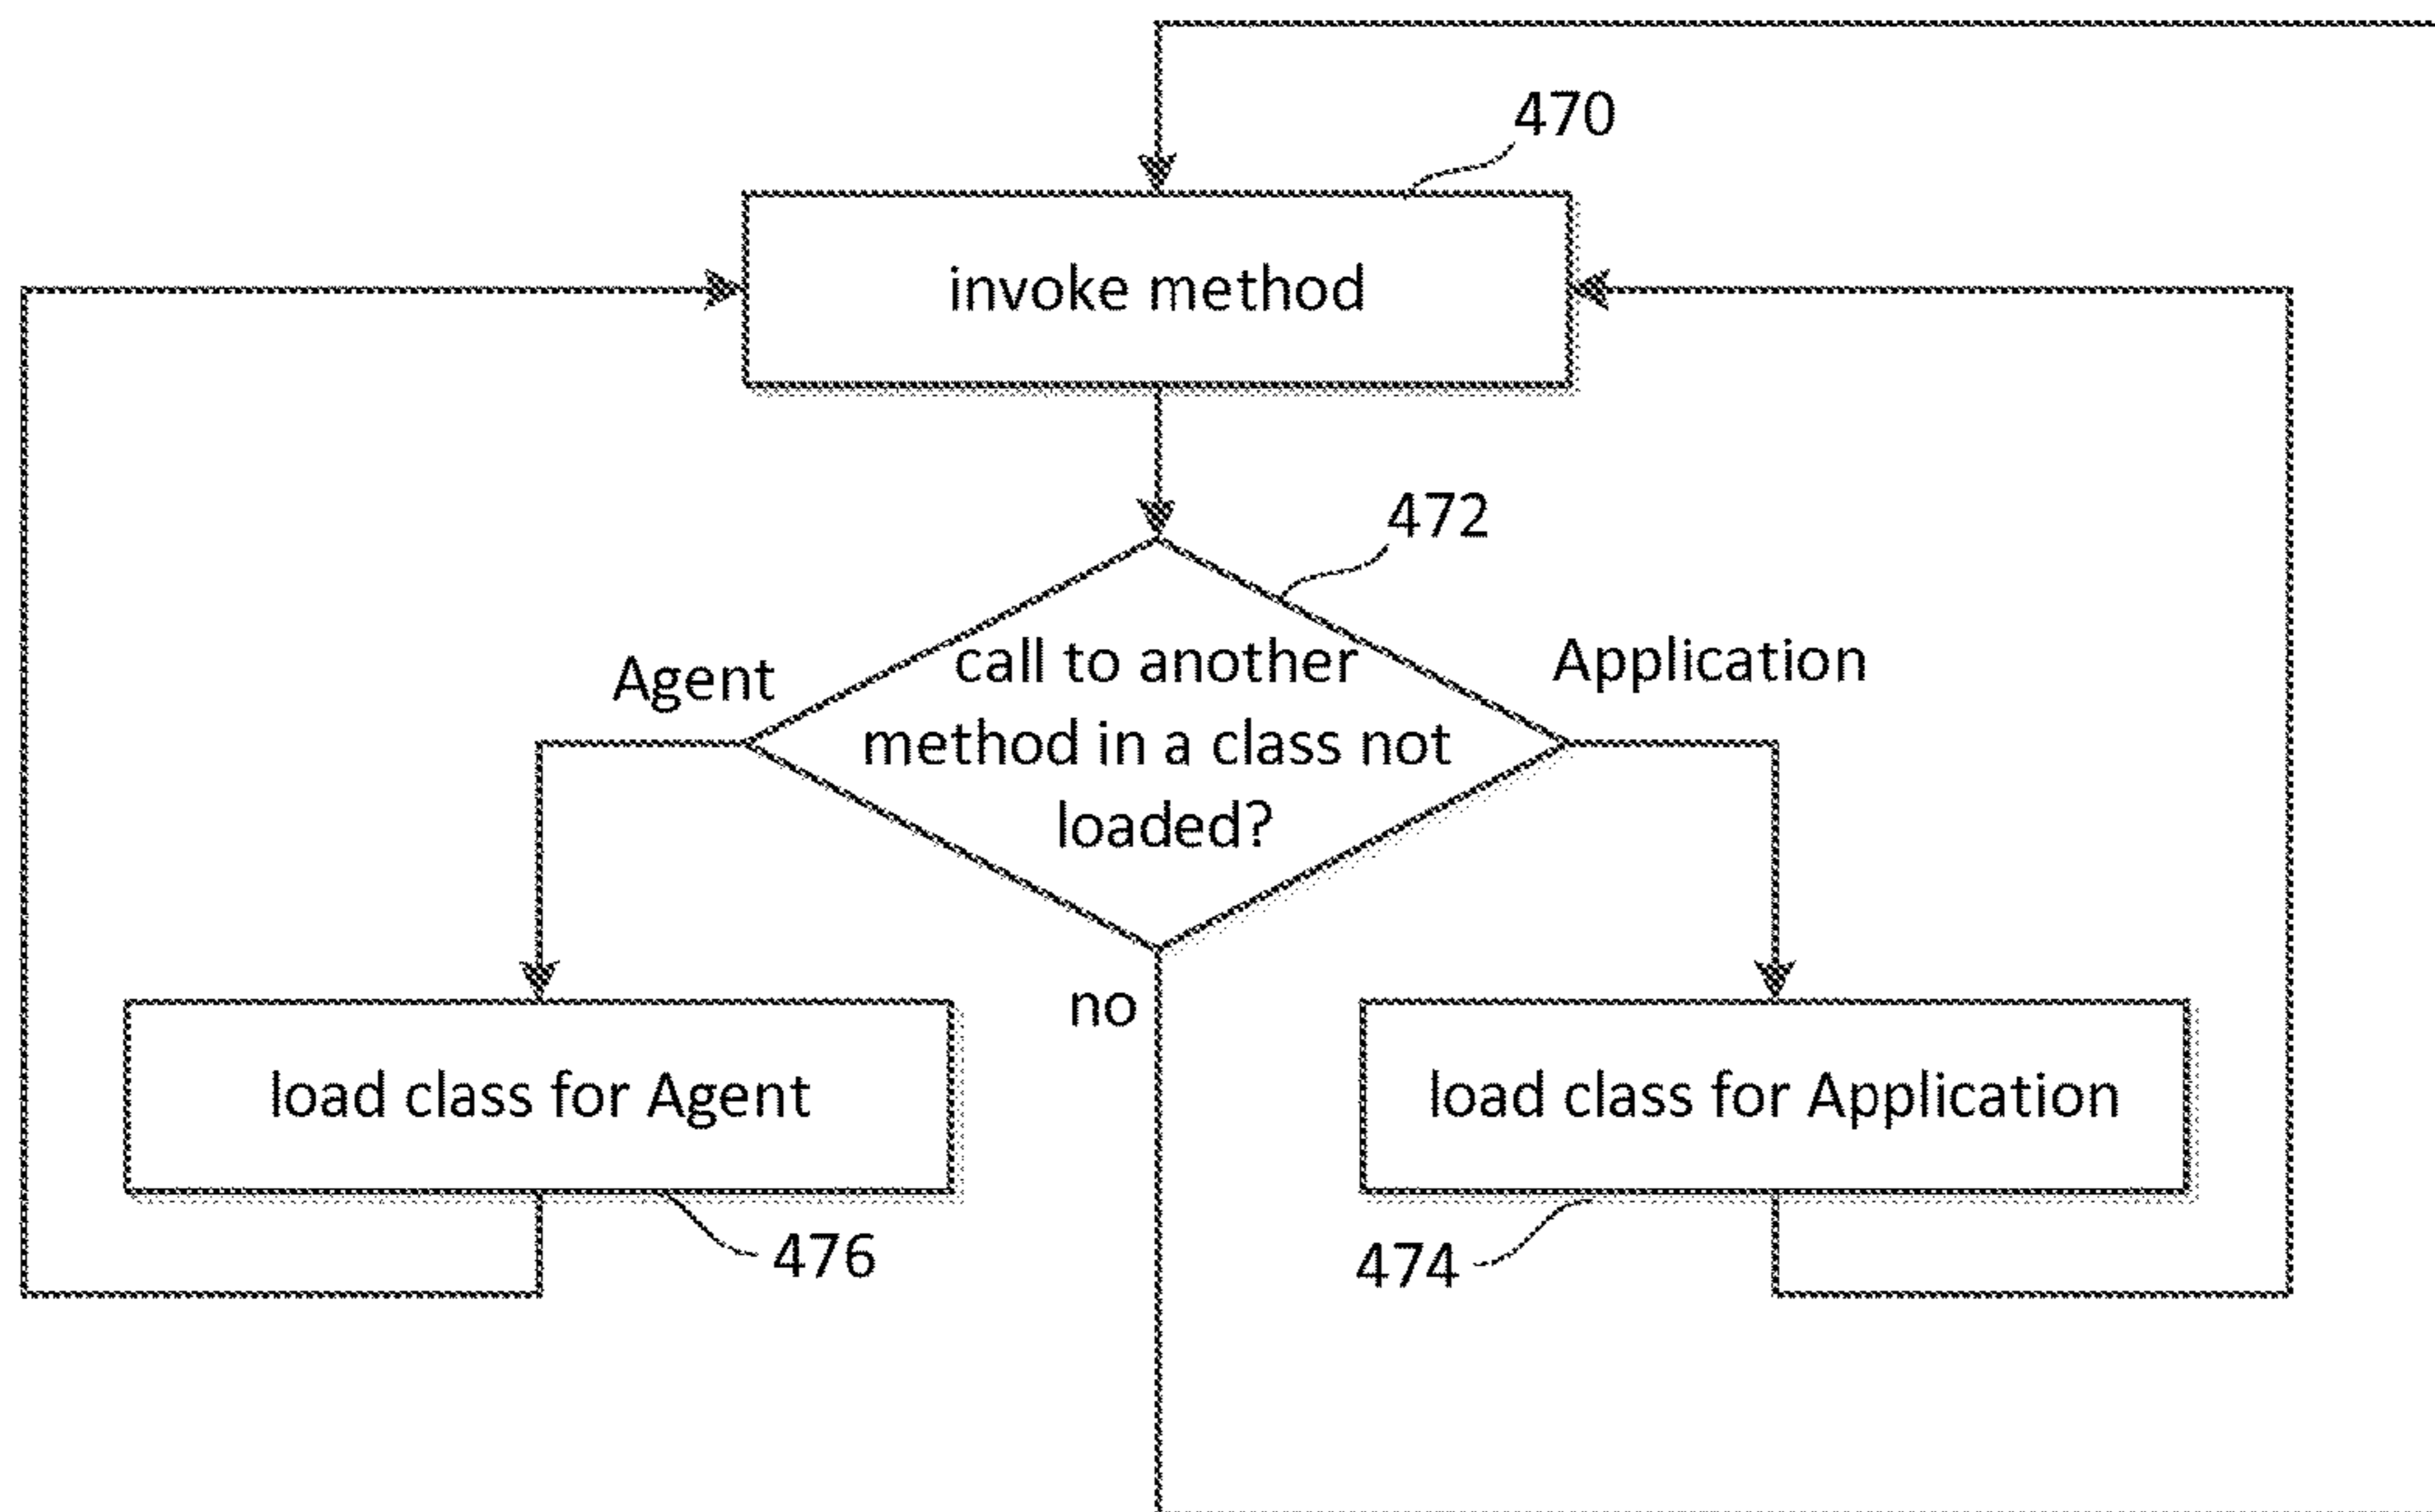 470
invoke method
472
Agent
call to another
method in a class not
loaded?
Application
no
load class for Agent
load class for Application
476
474